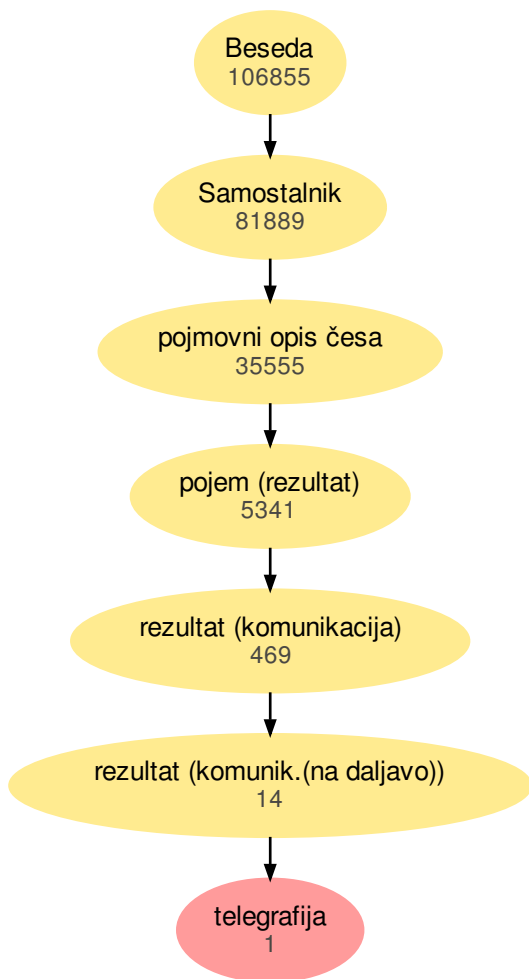 Beseda
106855
Samostalnik
81889
pojmovni opis česa
35555
pojem (rezultat)
5341
rezultat (komunikacija)
469
rezultat (komunik.(na daljavo))
14
telegrafija
1